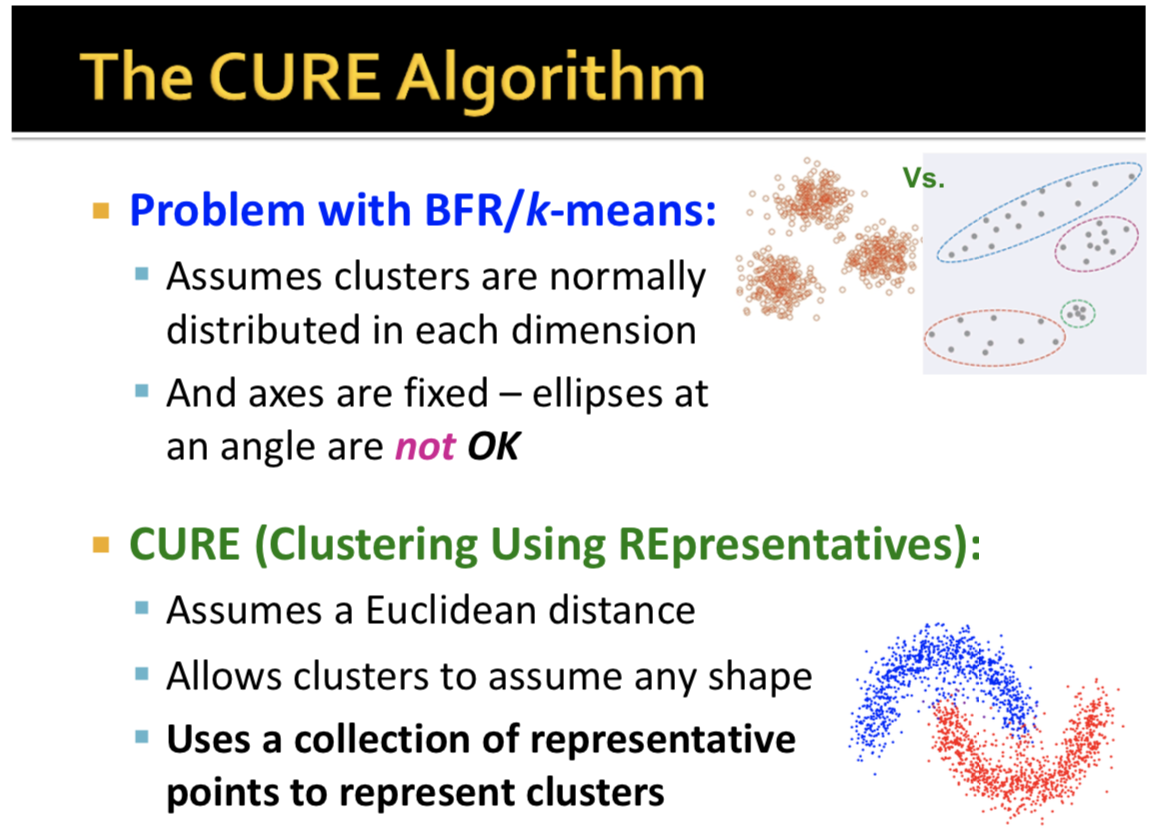 The CURE Algorithm
Problem with BFR/k-means:
Assumes clusters are normally
distributed in each dimension
And axes are fixed – ellipses at
an angle are not OK
Vs.
CURE (Clustering Using REpresentatives):
Assumes a Euclidean distance
Allows clusters to assume any shape
Uses a collection of representative
points to represent clusters